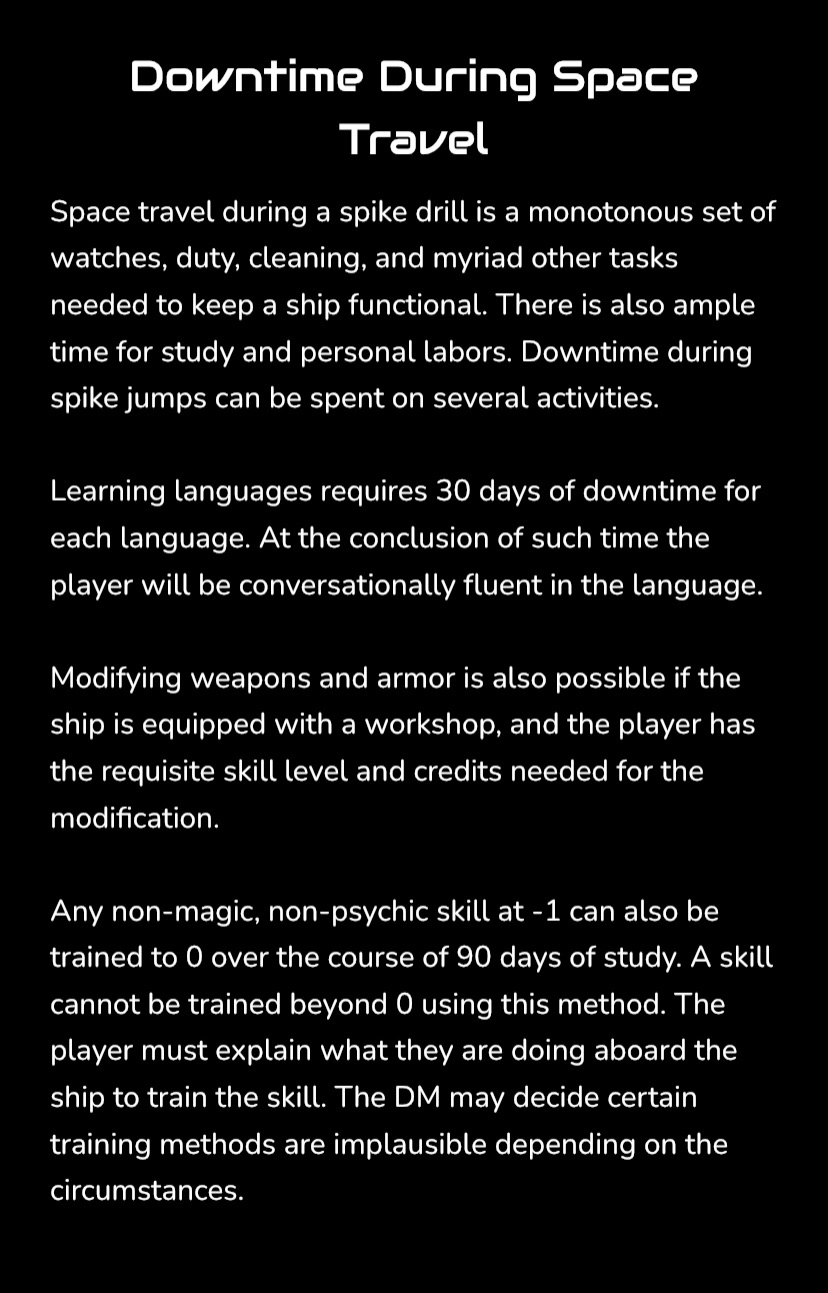 Downtime During Space
Travel
Space travel during a spike drill is a monotonous set of
watches, duty, cleaning, and myriad other tasks
needed to keep a ship functional. There is also ample
time for study and personal labors. Downtime during
spike jumps can be spent on several activities.
Learning languages requires 30 days of downtime for
each language. At the conclusion of such time the
player will be conversationally fluent in the language.
Modifying weapons and armor is also possible if the
ship is equipped with a workshop, and the player has
the requisite skill level and credits needed for the
modification.
Any non-magic, non-psychic skill at -1 can also be
trained to 0 over the course of 90 days of study. A skill
cannot be trained beyond 0 using this method. The
player must explain what they are doing aboard the
ship to train the skill. The DM may decide certain
training methods are implausible depending on the
circumstances.